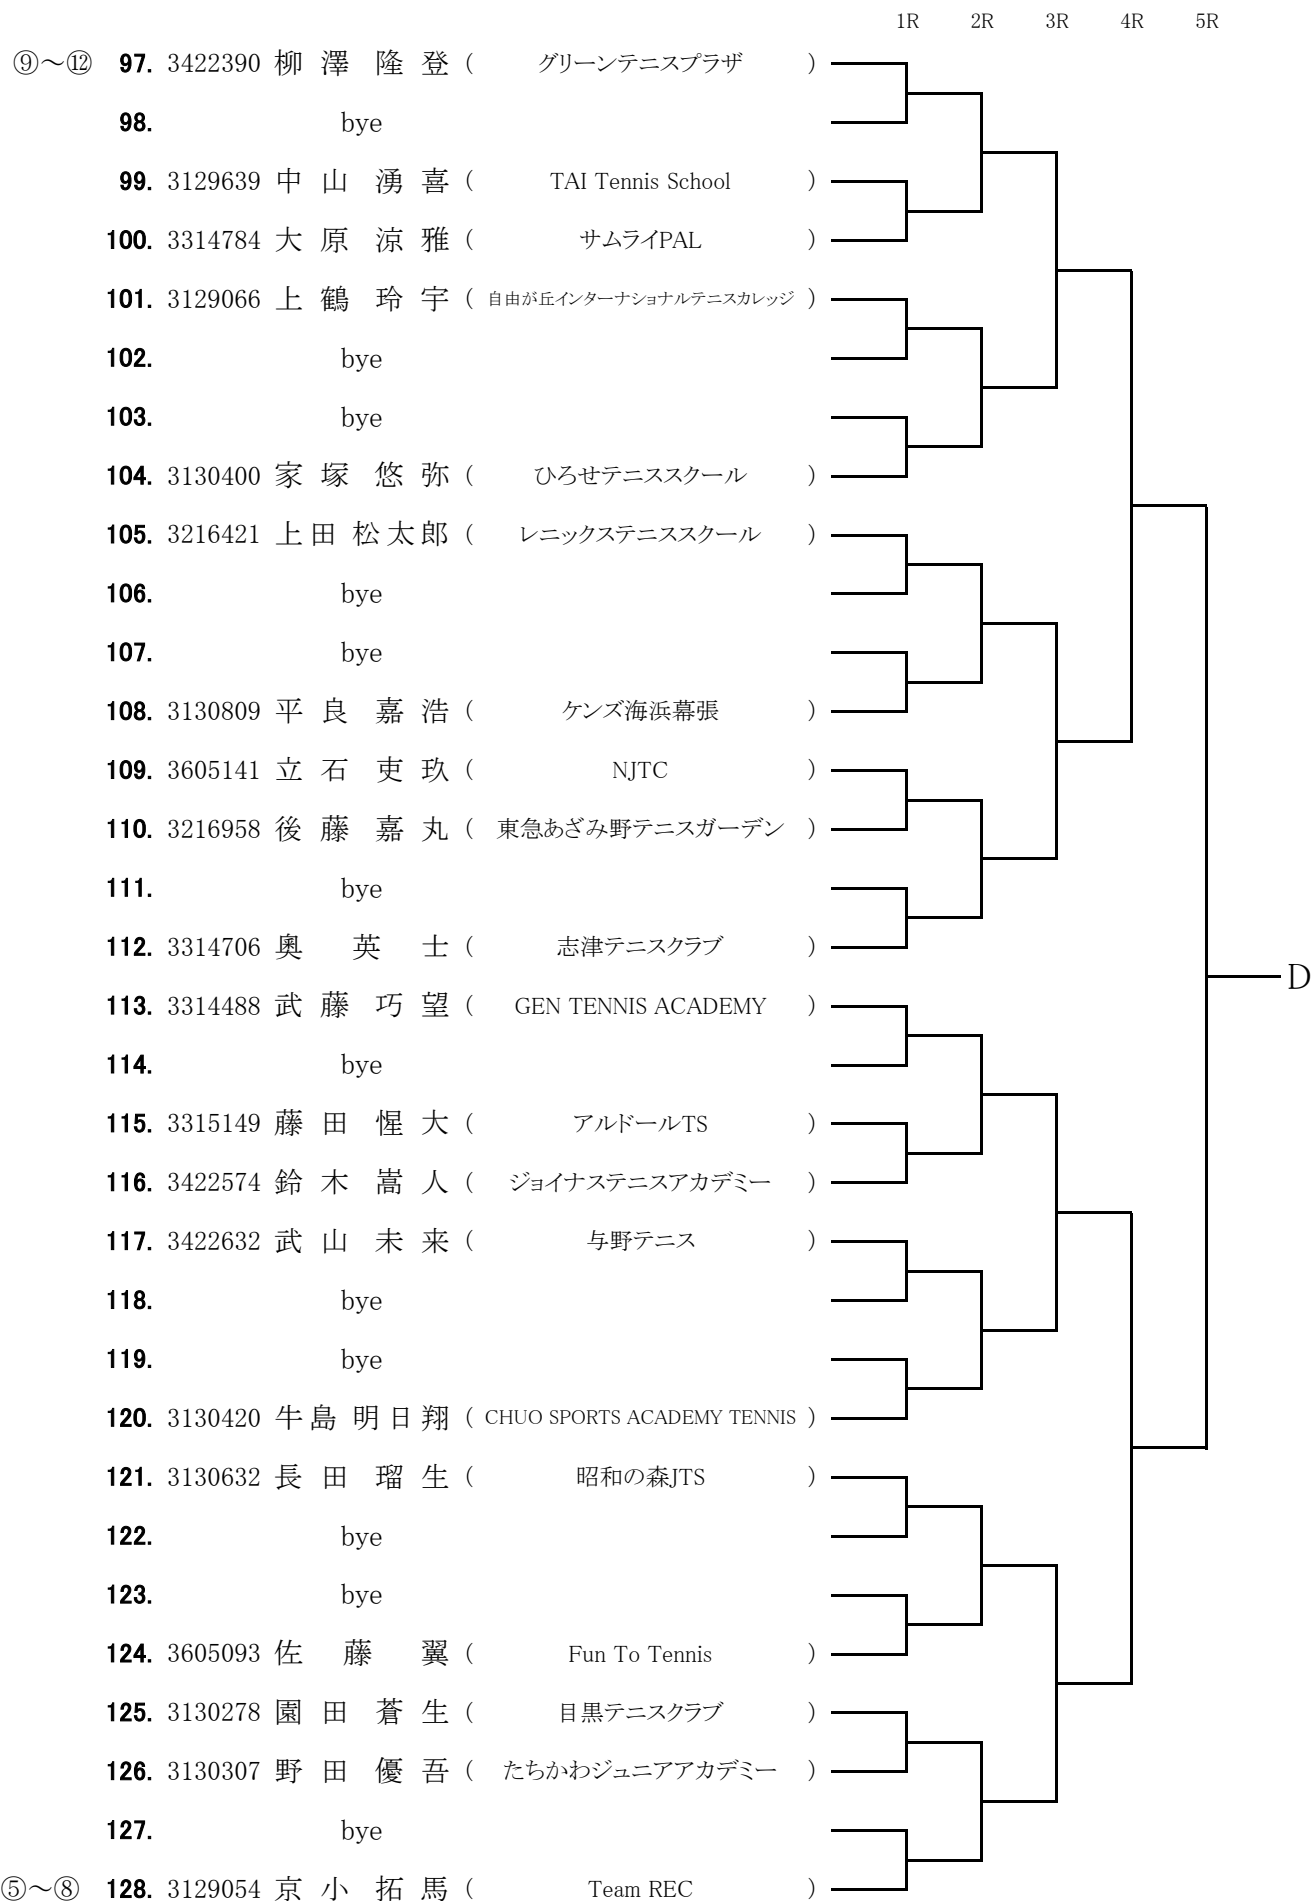 1R 2R 3R 4R 5R
⑨～⑫ 97. 3422390 柳澤 隆登 ( グリーンテニスプラザ )
98. bye
99. 3129639 中山 湧喜 ( TAI Tennis School )
100. 3314784 大原 涼雅 ( サムライPAL )
101. 3129066 上鶴 玲宇 ( 自由が丘インターナショナルテニスカレッジ )
102. bye
103. bye
104. 3130400 家塚 悠弥 ( ひろせテニススクール )
105. 3216421 上田 松太郎 ( レニックステニススクール )
106. bye
107. bye
108. 3130809 平良 嘉浩 ( ケンズ海浜幕張 )
109. 3605141 立石 吏玖 ( NJTC )
110. 3216958 後藤 嘉丸 ( 東急あざみ野テニスガーデン )
111. bye
112. 3314706 奥 英士 ( 志津テニスクラブ )
D
113. 3314488 武藤 巧望 ( GEN TENNIS ACADEMY )
114. bye
115. 3315149 藤田 惺大 ( アルドールTS )
116. 3422574 鈴木 嵩人 ( ジョイナステニスアカデミー )
117. 3422632 武山 未来 ( 与野テニス )
118. bye
119. bye
120. 3130420 牛島 明日翔 ( CHUO SPORTS ACADEMY TENNIS )
121. 3130632 長田 瑠生 ( 昭和の森JTS )
122. bye
123. bye
124. 3605093 佐藤 翼 ( Fun To Tennis )
125. 3130278 園田 蒼生 ( 目黒テニスクラブ )
126. 3130307 野田 優吾 ( たちかわジュニアアカデミー )
127. bye
⑤～⑧ 128. 3129054 京小 拓馬 ( Team REC )